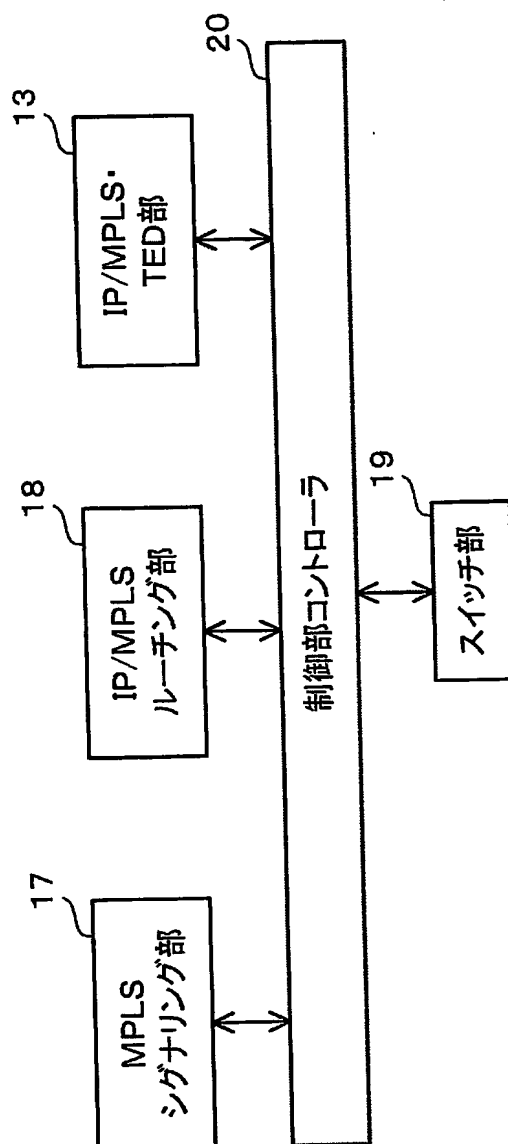 17
MPLS
シグナリング部
18
IP/MPLS
ルーチング部
13
IP/MPLS・
TED部
20
制御部コントローラ
19
スイッチ部